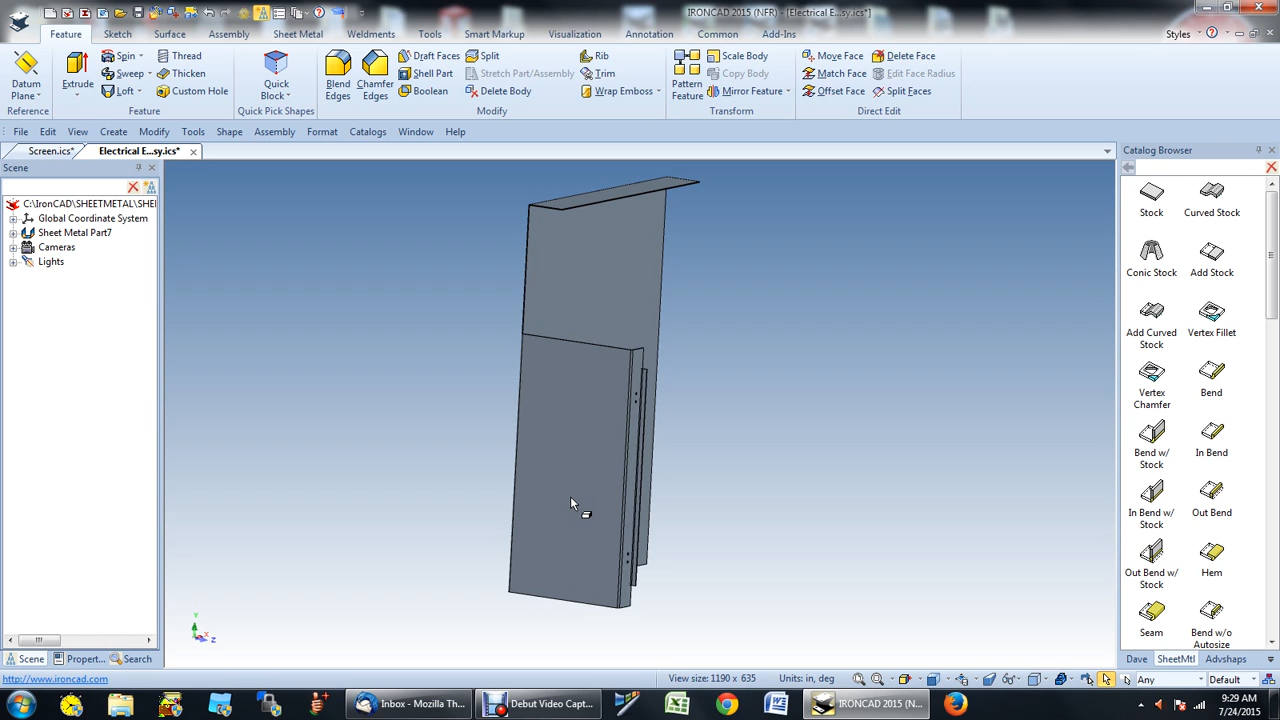 IRONCAD 2015 (NFR) - [Electrical E...sy.ics*]
Feature Sketch Surface Assembly Sheet Metal Weldments Tools Smart Markup Visualization Annotation Common Add-Ins Styles
Datum Plane Extrude Spin Sweep Loft Thread Thicken Custom Hole Quick Block Blend Edges Chamfer Edges Draft Faces Shell Part Boolean Split Stretch Part/Assembly Delete Body Rib Trim Wrap Emboss Pattern Feature Scale Body Copy Body Mirror Feature Move Face Match Face Offset Face Delete Face Edit Face Radius Split Faces
Reference Feature Quick Pick Shapes Modify Transform Direct Edit
File Edit View Create Modify Tools Shape Assembly Format Catalogs Window Help
Screen.ics* Electrical E...sy.ics* Catalog Browser
Scene
C:\IronCAD\SHEETMETAL\SHEI
Global Coordinate System
Sheet Metal Part7
Cameras
Lights
Stock Curved Stock
Conic Stock Add Stock
Add Curved Stock Vertex Fillet
Vertex Chamfer Bend
Bend w/ Stock In Bend
In Bend w/ Stock Out Bend
Out Bend w/ Stock Hem
Seam Bend w/o Autosize
Y
X
Z
Scene Propert... Search Dave SheetMtl Advshaps
http://www.ironcad.com View size: 1190 x 635 Units: in, deg Any Default
Inbox - Mozilla Th... Debut Video Capt... IRONCAD 2015 (N... 9:29 AM
7/24/2015